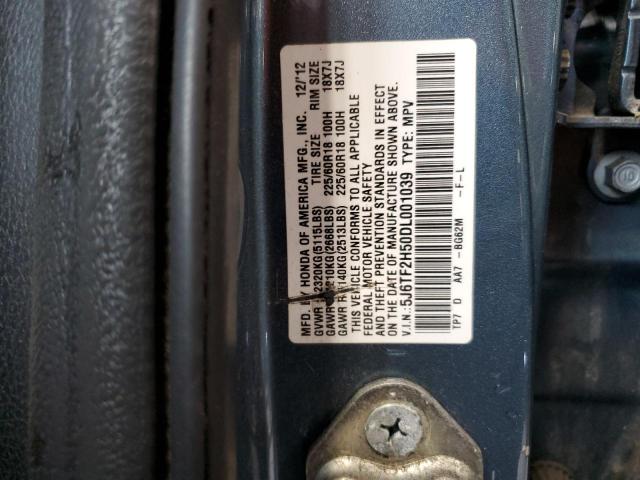 MFD. BY HONDA OF AMERICA MFG., INC. 12/'12
GVWR 2320KG(5115LBS) TIRE SIZE RIM SIZE
GAWR 10KG(2668LBS) 225/60R18 100H 18X7J
GAWR R 140KG(2513LBS) 225/60R18 100H 18X7J
THIS VEHICLE CONFORMS TO ALL APPLICABLE
FEDERAL MOTOR VEHICLE SAFETY
AND THEFT PREVENTION STANDARDS IN EFFECT
ON THE DATE OF MANUFACTURE SHOWN ABOVE.
V.I.N.:5J6TF2H50DL001039 TYPE: MPV
TP7 D AA7 -BG62M -F-L